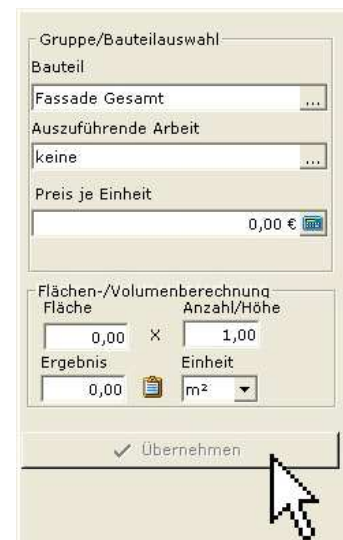 Gruppe/Bauteilauswahl
Bauteil
Fassade Gesamt ...
Auszuführende Arbeit
keine ...
Preis je Einheit
0,00 €
Flächen-/Volumenberechnung
Fläche Anzahl/Höhe
0,00 X 1,00
Ergebnis Einheit
0,00 m²
Übernehmen